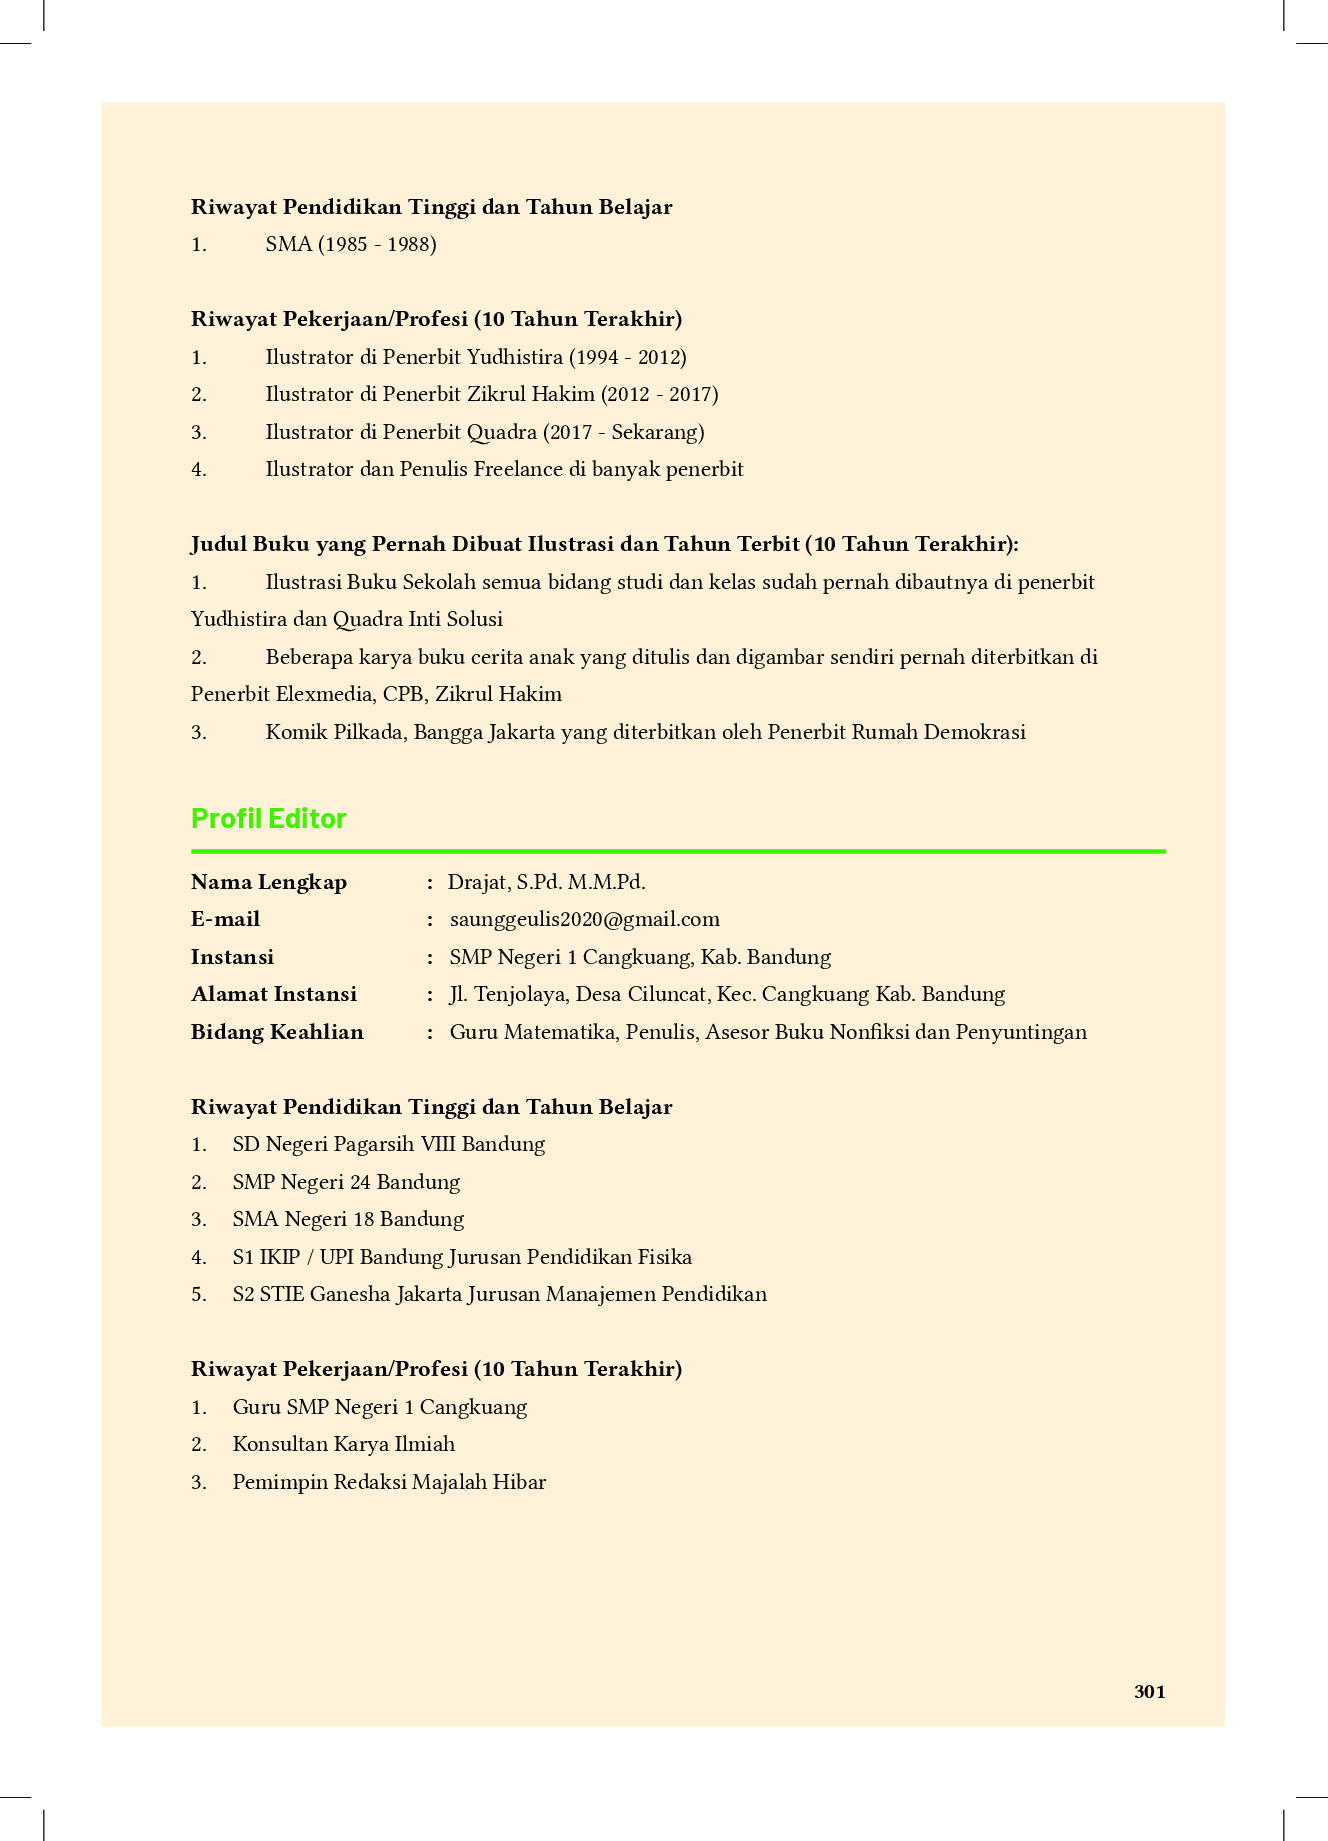 Riwayat Pendidikan Tinggi dan Tahun Belajar
1. SMA (1985 - 1988)
Riwayat Pekerjaan/Profesi (10 Tahun Terakhir)
1. Ilustrator di Penerbit Yudhistira (1994 - 2012)
2. Ilustrator di Penerbit Zikrul Hakim (2012 - 2017)
3. Ilustrator di Penerbit Quadra (2017 - Sekarang)
4. Ilustrator dan Penulis Freelance di banyak penerbit
Judul Buku yang Pernah Dibuat Ilustrasi dan Tahun Terbit (10 Tahun Terakhir):
1. Ilustrasi Buku Sekolah semua bidang studi dan kelas sudah pernah dibautnya di penerbit
Yudhistira dan Quadra Inti Solusi
2. Beberapa karya buku cerita anak yang ditulis dan digambar sendiri pernah diterbitkan di
Penerbit Elexmedia, CPB, Zikrul Hakim
3. Komik Pilkada, Bangga Jakarta yang diterbitkan oleh Penerbit Rumah Demokrasi
Profil Editor
Nama Lengkap : Drajat, S.Pd. M.M.Pd.
E-mail : saunggeulis2020@gmail.com
Instansi : SMP Negeri 1 Cangkuang, Kab. Bandung
Alamat Instansi : Jl. Tenjolaya, Desa Ciluncat, Kec. Cangkuang Kab. Bandung
Bidang Keahlian : Guru Matematika, Penulis, Asesor Buku Nonfiksi dan Penyuntingan
Riwayat Pendidikan Tinggi dan Tahun Belajar
1. SD Negeri Pagarsih VIII Bandung
2. SMP Negeri 24 Bandung
3. SMA Negeri 18 Bandung
4. S1 IKIP / UPI Bandung Jurusan Pendidikan Fisika
5. S2 STIE Ganesha Jakarta Jurusan Manajemen Pendidikan
Riwayat Pekerjaan/Profesi (10 Tahun Terakhir)
1. Guru SMP Negeri 1 Cangkuang
2. Konsultan Karya Ilmiah
3. Pemimpin Redaksi Majalah Hibar
301